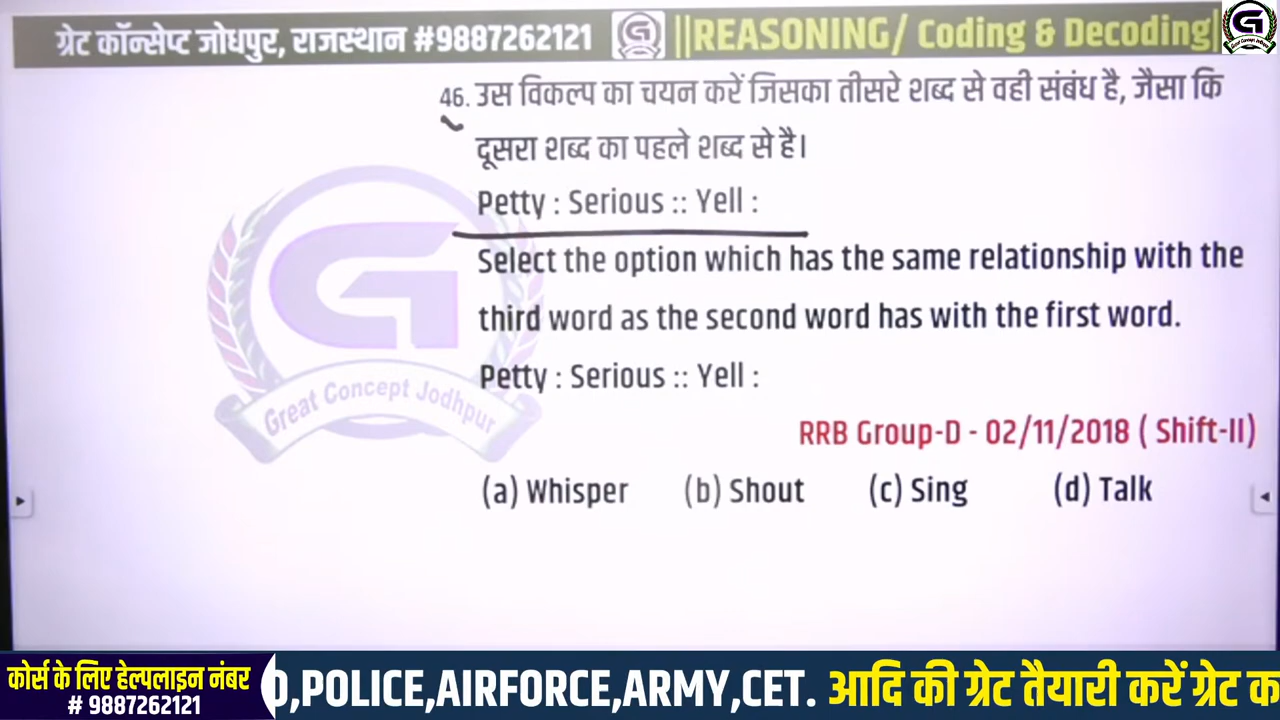 ग्रेट कॉन्सेप्ट जोधपुर, राजस्थान #9887262121 ||REASONING/ Coding & Decoding|
46. उस विकल्प का चयन करें जिसका तीसरे शब्द से वही संबंध है, जैसा कि
दूसरा शब्द का पहले शब्द से है।
Petty : Serious :: Yell :
Select the option which has the same relationship with the
third word as the second word has with the first word.
Petty : Serious :: Yell :
Great Concept Jodhpur
RRB Group-D - 02/11/2018 ( Shift-II)
(a) Whisper (b) Shout (c) Sing (d) Talk
कोर्स के लिए हेल्पलाइन नंबर
# 9887262121
,POLICE,AIRFORCE,ARMY,CET. आदि की ग्रेट तैयारी करें ग्रेट क